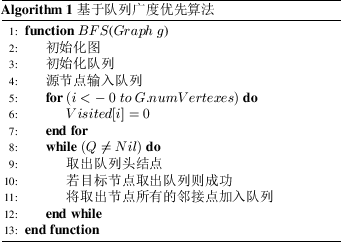 Algorithm 1 基于队列广度优先算法
1: function BFS(Graph g)
2: 初始化图
3: 初始化队列
4: 源节点输入队列
5: for (i < −0 to G.numVertexes) do
6: Visited[i] = 0
7: end for
8: while (Q ≠ Nil) do
9: 取出队列头结点
10: 若目标节点取出队列则成功
11: 将取出节点所有的邻接点加入队列
12: end while
13: end function